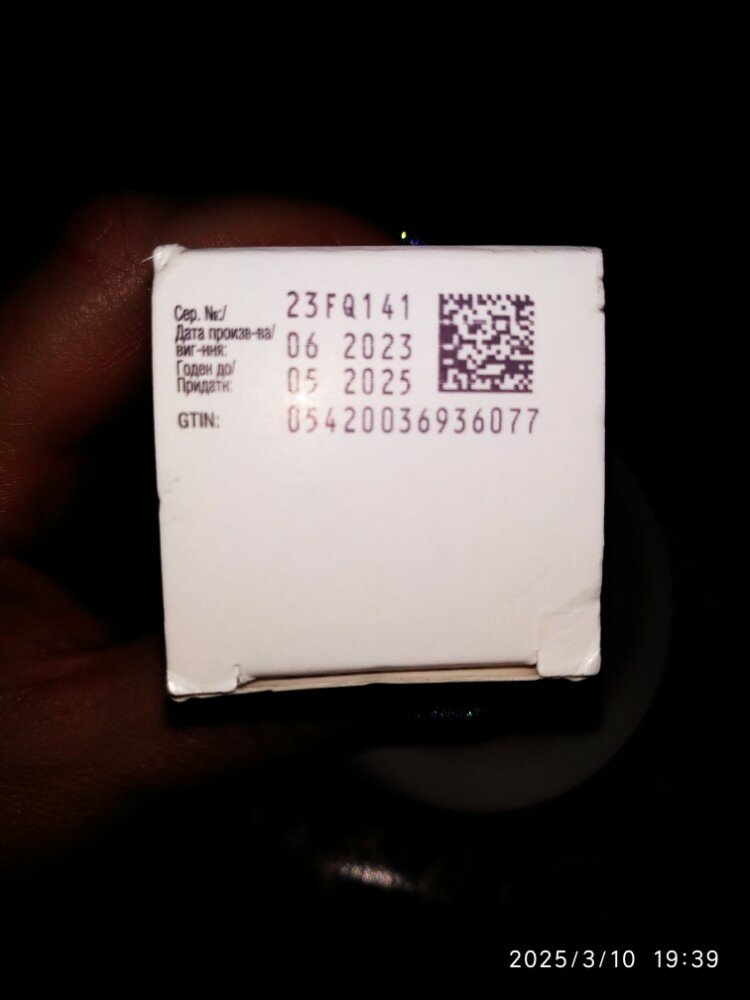 Сер. №:/ 23FQ141
Дата произв-ва/
виг-ння: 06 2023
Годен до/
Придатн: 05 2025
GTIN: 05420036936077
2025/3/10 19:39